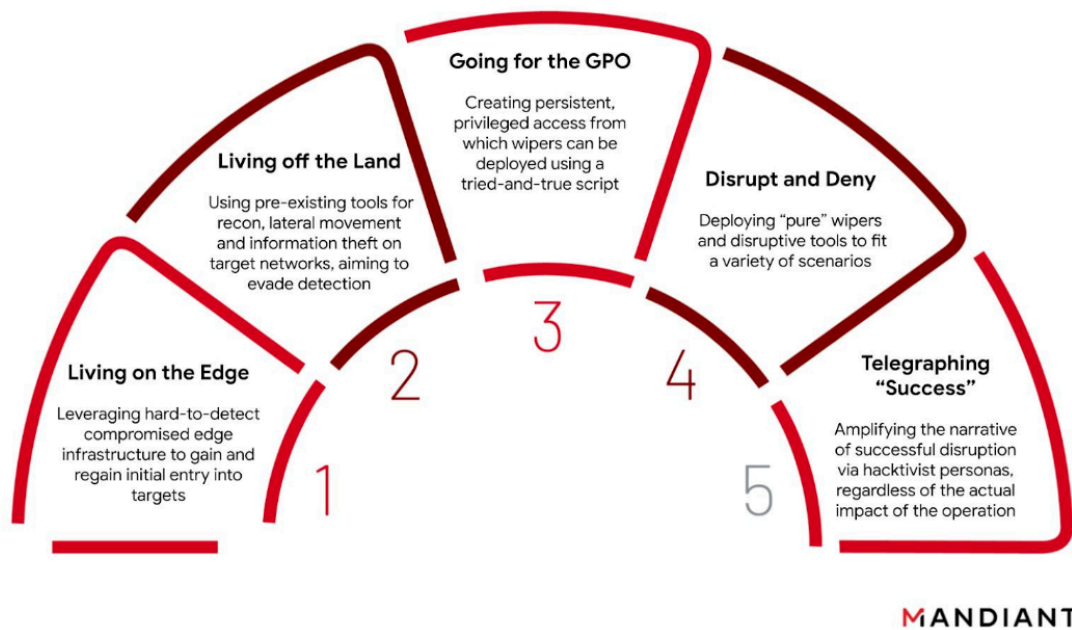 Living on the Edge
Leveraging hard-to-detect
compromised edge
infrastructure to gain and
regain initial entry into
targets
1
Living off the Land
Using pre-existing tools for
recon, lateral movement
and information theft on
target networks, aiming to
evade detection
2
Going for the GPO
Creating persistent,
privileged access from
which wipers can be
deployed using a
tried-and-true script
3
Disrupt and Deny
Deploying “pure” wipers
and disruptive tools to fit
a variety of scenarios
4
Telegraphing
“Success”
Amplifying the narrative
of successful disruption
via hacktivist personas,
regardless of the actual
impact of the operation
5
MANDIANT